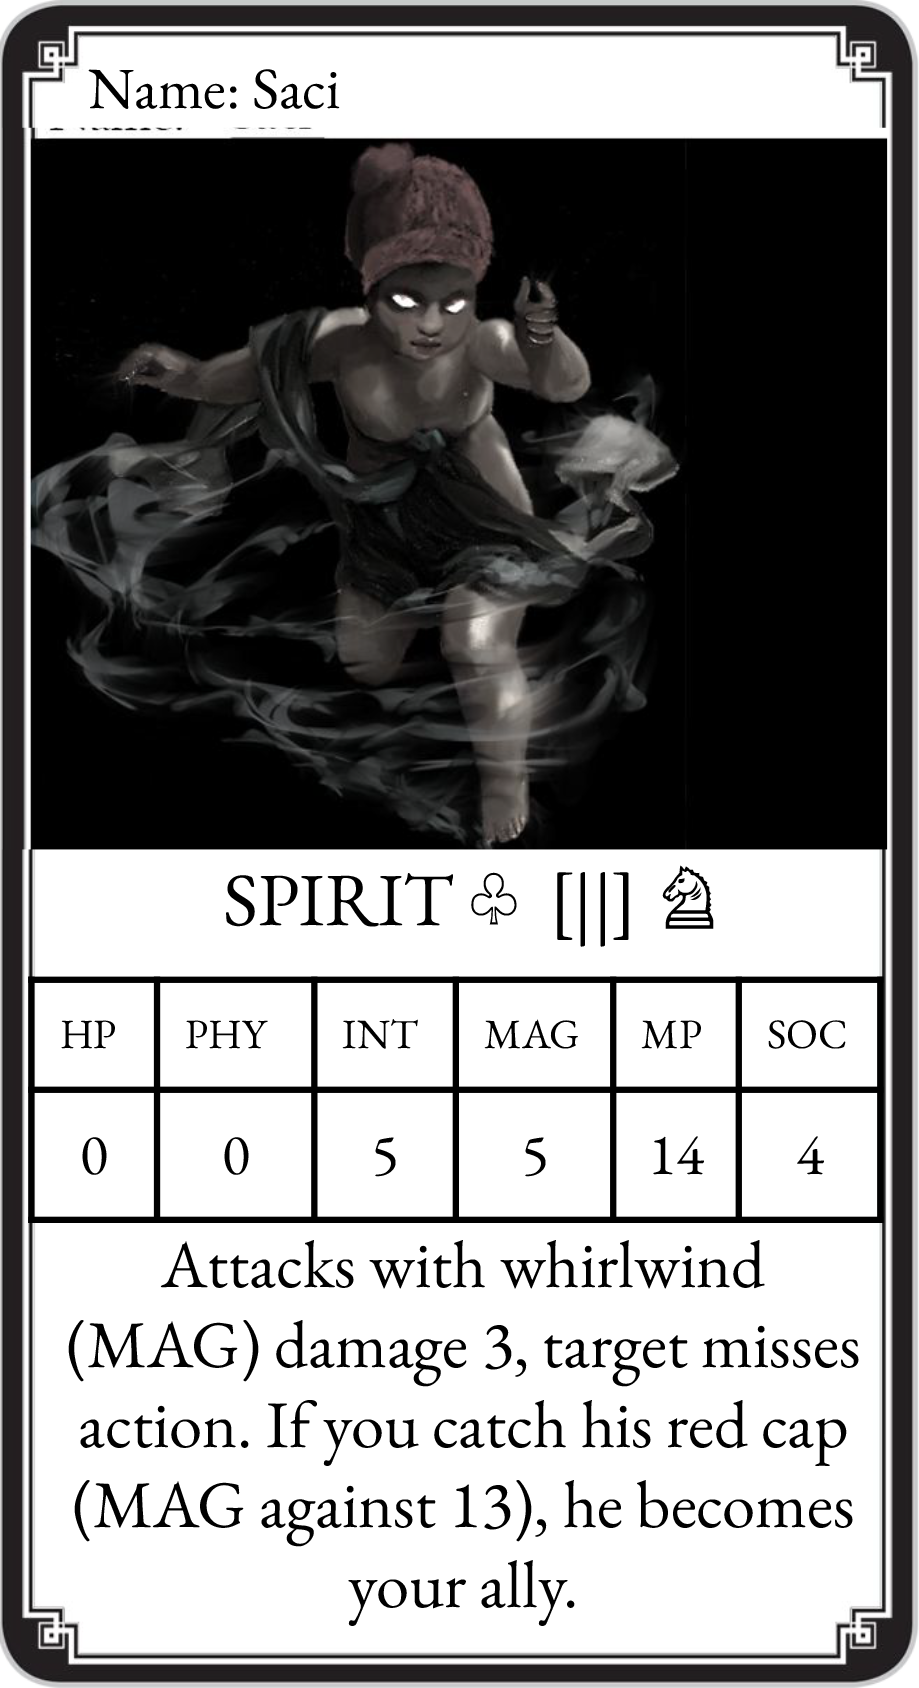 Name: Saci
SPIRIT ♧ [||] ♘
HP PHY INT MAG MP SOC
0 0 5 5 14 4
Attacks with whirlwind
(MAG) damage 3, target misses
action. If you catch his red cap
(MAG against 13), he becomes
your ally.